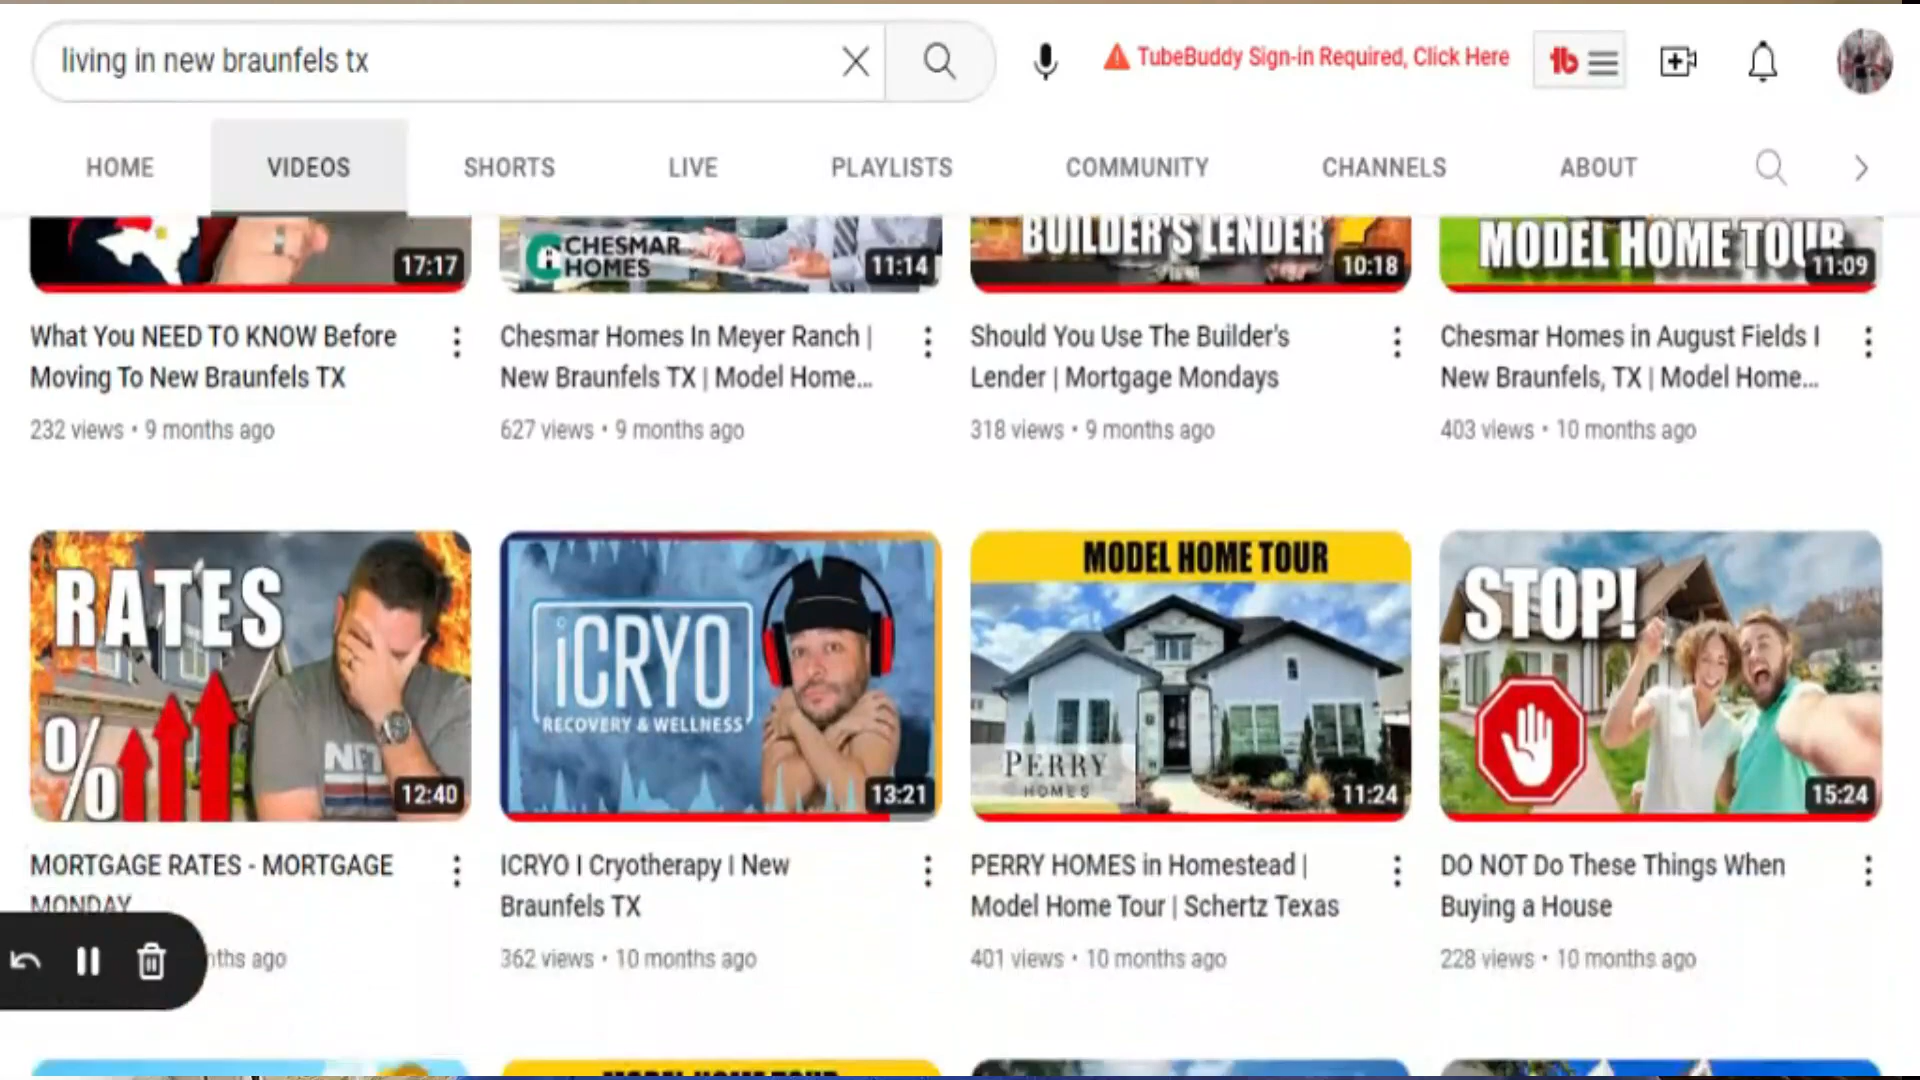 living in new braunfels tx
TubeBuddy Sign-in Required, Click Here
tb
HOME
VIDEOS
SHORTS
LIVE
PLAYLISTS
COMMUNITY
CHANNELS
ABOUT
17:17
CHESMAR
HOMES
11:14
BUILDER'S LENDER
10:18
MODEL HOME TOUR
11:09
What You NEED TO KNOW Before
Moving To New Braunfels TX
232 views • 9 months ago
Chesmar Homes In Meyer Ranch |
New Braunfels TX | Model Home...
627 views • 9 months ago
Should You Use The Builder's
Lender | Mortgage Mondays
318 views • 9 months ago
Chesmar Homes in August Fields I
New Braunfels, TX | Model Home...
403 views • 10 months ago
RATES
%
12:40
iCRYO
RECOVERY & WELLNESS
13:21
MODEL HOME TOUR
PERRY
HOMES
11:24
STOP!
15:24
MORTGAGE RATES - MORTGAGE
MONDAY
ago
ICRYO I Cryotherapy I New
Braunfels TX
362 views • 10 months ago
PERRY HOMES in Homestead |
Model Home Tour | Schertz Texas
401 views • 10 months ago
DO NOT Do These Things When
Buying a House
228 views • 10 months ago
MODEL HOME TOUR